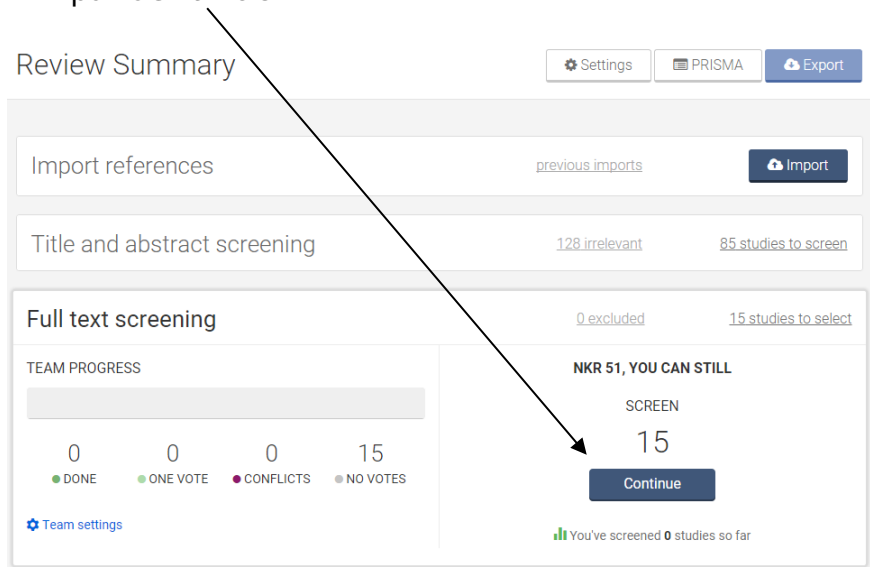 Review Summary
Settings
PRISMA
Export
Import references
previous imports
Import
Title and abstract screening
128 irrelevant
85 studies to screen
Full text screening
0 excluded
15 studies to select
TEAM PROGRESS
0 0 0 15
DONE ONE VOTE CONFLICTS NO VOTES
Team settings
NKR 51, YOU CAN STILL
SCREEN
15
Continue
You've screened 0 studies so far